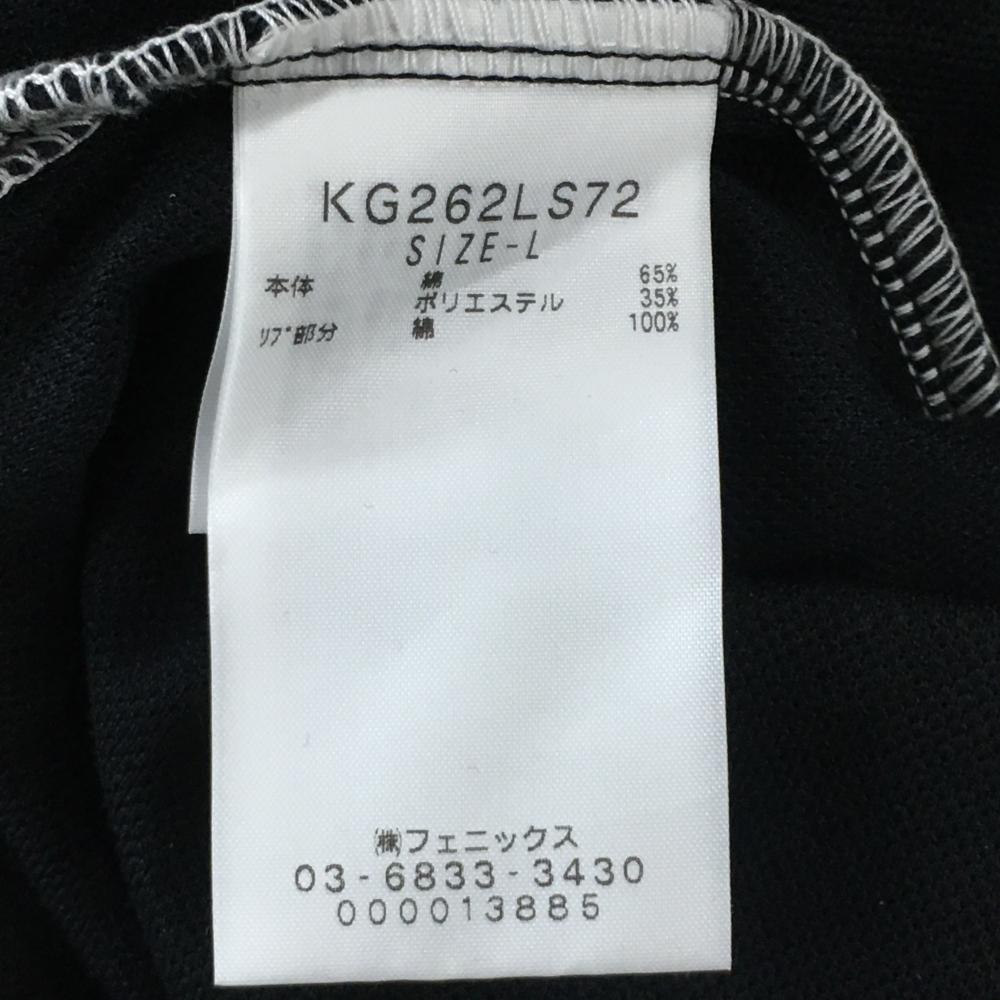 KG262LS72
SIZE-L
本体 綿 65%
ポリエステル 35%
ﾘﾌﾞ部分 綿 100%
㈱フェニックス
03-6833-3430
000013885